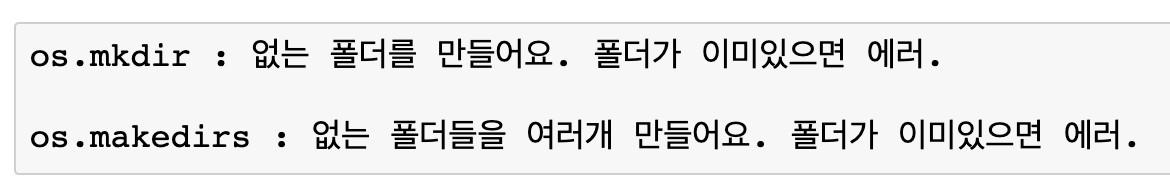 os.mkdir : 없는 폴더를 만들어요. 폴더가 이미있으면 에러.
os.makedirs : 없는 폴더들을 여러개 만들어요. 폴더가 이미있으면 에러.